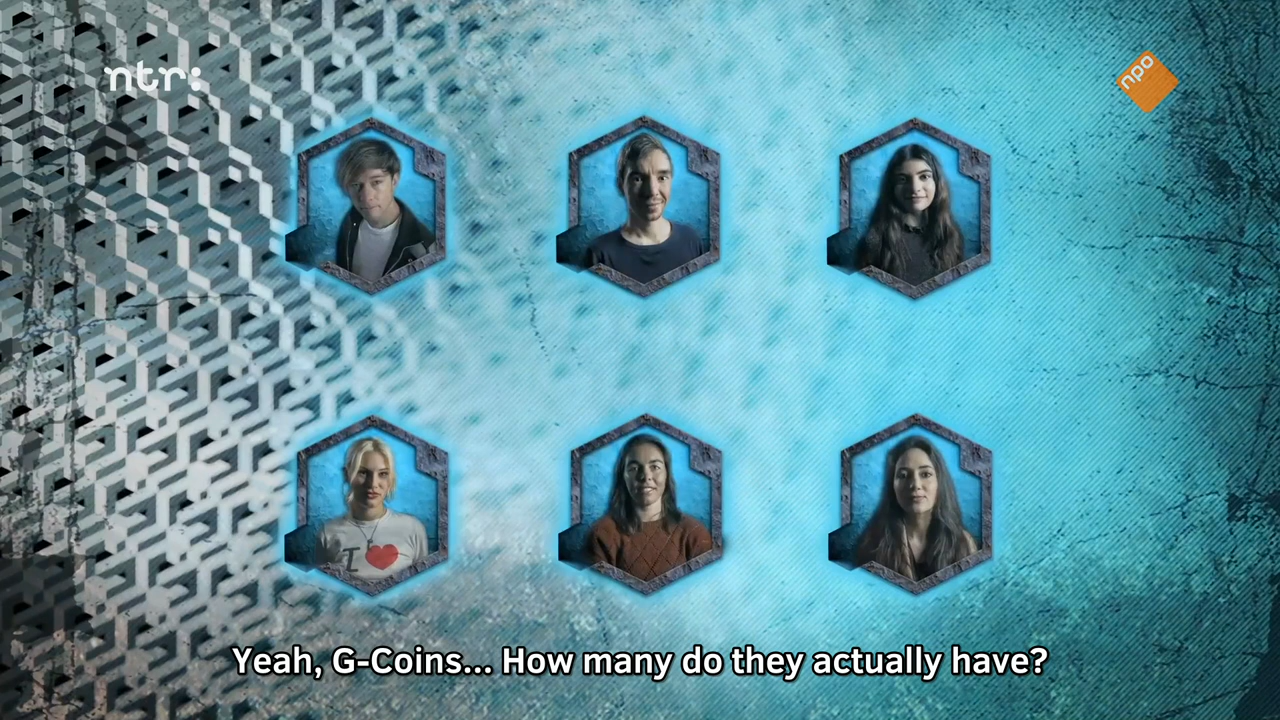 ntr:
npo
I ❤
Yeah, G-Coins... How many do they actually have?